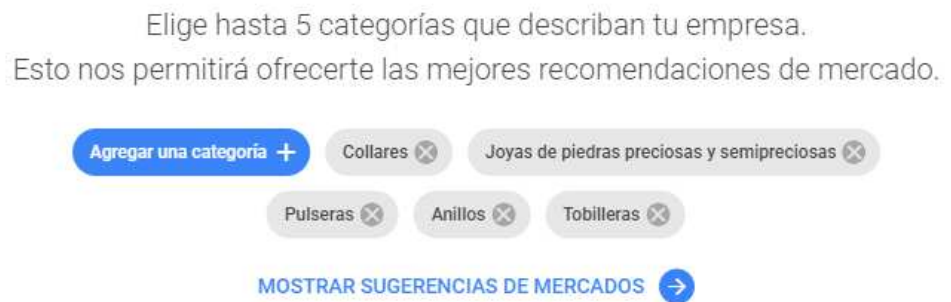 Elige hasta 5 categorías que describan tu empresa.
Esto nos permitirá ofrecerte las mejores recomendaciones de mercado.
Agregar una categoría +
Collares
Joyas de piedras preciosas y semipreciosas
Pulseras
Anillos
Tobilleras
MOSTRAR SUGERENCIAS DE MERCADOS